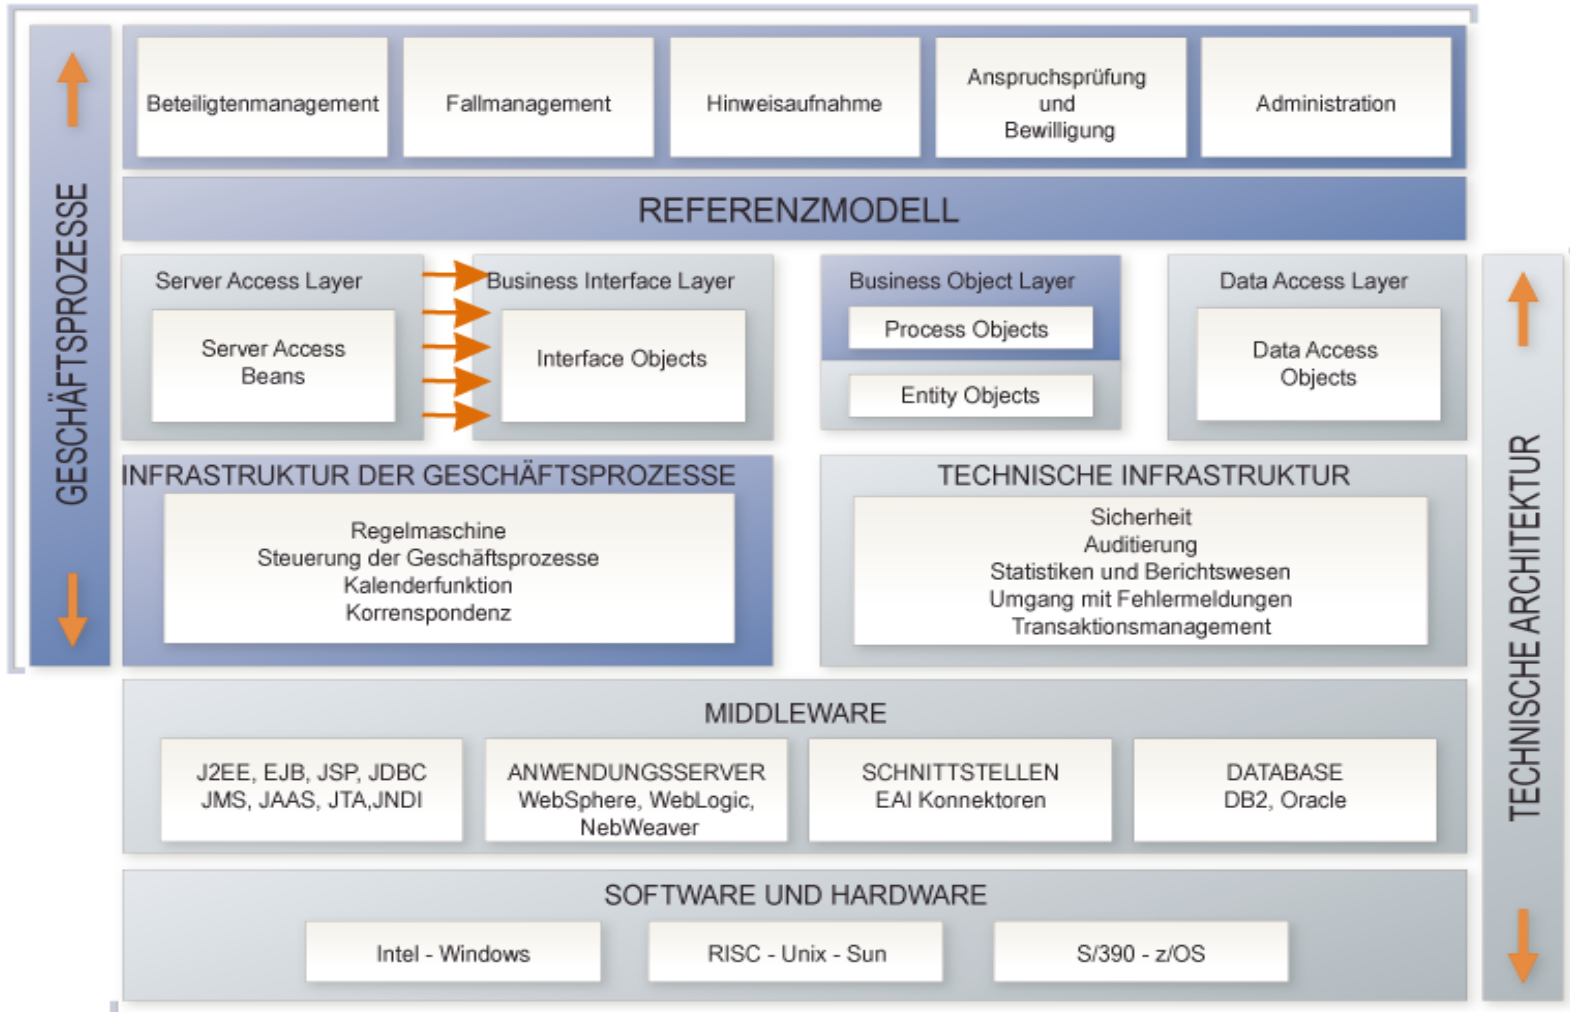 GESCHÄFTSPROZESSE
Beteiligtenmanagement
Fallmanagement
Hinweisaufnahme
Anspruchsprüfung
und
Bewilligung
Administration
REFERENZMODELL
Server Access Layer
Server Access
Beans
Business Interface Layer
Interface Objects
Business Object Layer
Process Objects
Entity Objects
Data Access Layer
Data Access
Objects
INFRASTRUKTUR DER GESCHÄFTSPROZESSE
Regelmaschine
Steuerung der Geschäftsprozesse
Kalenderfunktion
Korrenspondenz
TECHNISCHE INFRASTRUKTUR
Sicherheit
Auditierung
Statistiken und Berichtswesen
Umgang mit Fehlermeldungen
Transaktionsmanagement
TECHNISCHE ARCHITEKTUR
MIDDLEWARE
J2EE, EJB, JSP, JDBC
JMS, JAAS, JTA,JNDI
ANWENDUNGSSERVER
WebSphere, WebLogic,
NebWeaver
SCHNITTSTELLEN
EAI Konnektoren
DATABASE
DB2, Oracle
SOFTWARE UND HARDWARE
Intel - Windows
RISC - Unix - Sun
S/390 - z/OS